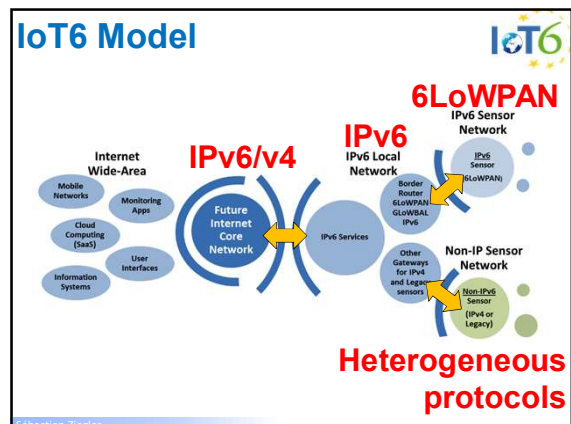 IoT6 Model
IoT6
6LoWPAN
IPv6 Sensor
Network
IPv6
IPv6 Local
Network
IPv6/v4
Internet
Wide-Area
Mobile
Networks
Monitoring
Apps
Cloud
Computing
(SaaS)
User
Interfaces
Information
Systems
Future
Internet
Core
Network
IPv6 Services
Border
Router
6LoWPAN
GLoWBAL
IPv6
IPv6
Sensor
(6LoWPAN)
Other
Gateways
for IPv4
and Legacy
sensors
Non-IP Sensor
Network
Non-IPv6
Sensor
(IPv4 or
Legacy)
Heterogeneous
protocols